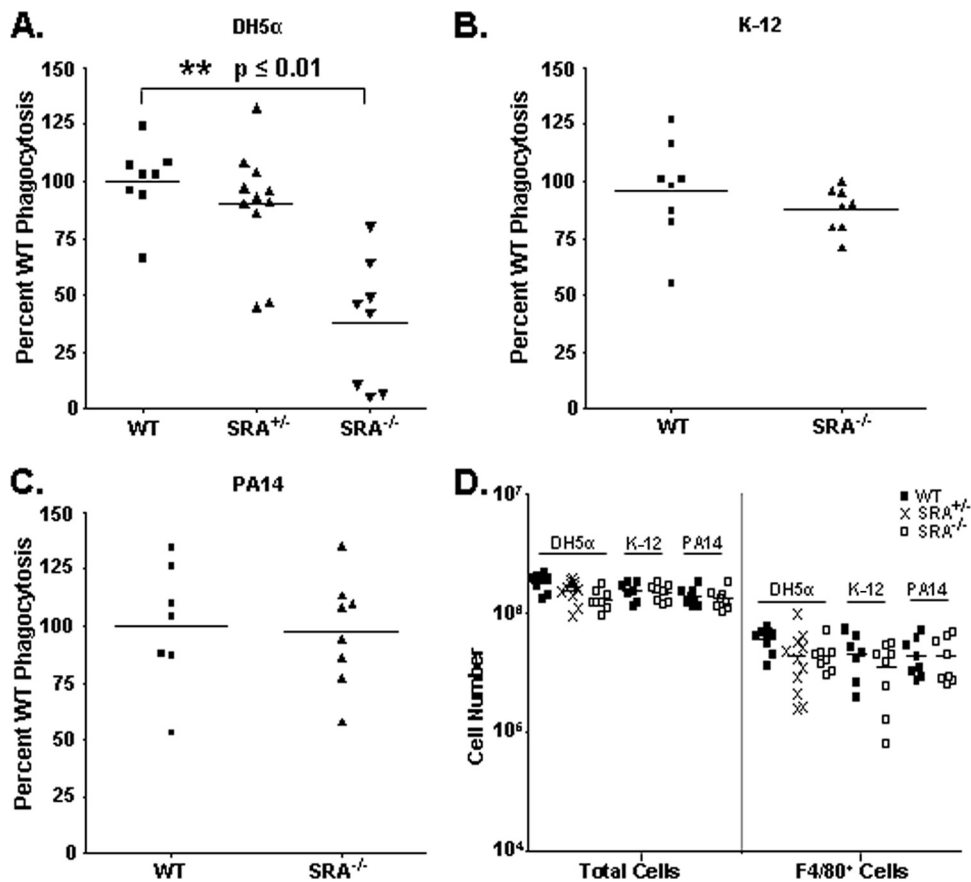 A. DH5α
Percent WT Phagocytosis
150
125
100
75
50
25
0
** p ≤ 0.01
WT SRA+/- SRA-/-
B. K-12
Percent WT Phagocytosis
150
125
100
75
50
25
0
WT SRA-/-
C. PA14
Percent WT Phagocytosis
150
125
100
75
50
25
0
WT SRA-/-
D.
Cell Number
10⁷
10⁸
10⁶
10⁴
WT
SRA+/-
SRA-/-
DH5α K-12 PA14
DH5α K-12 PA14
Total Cells F4/80⁺ Cells